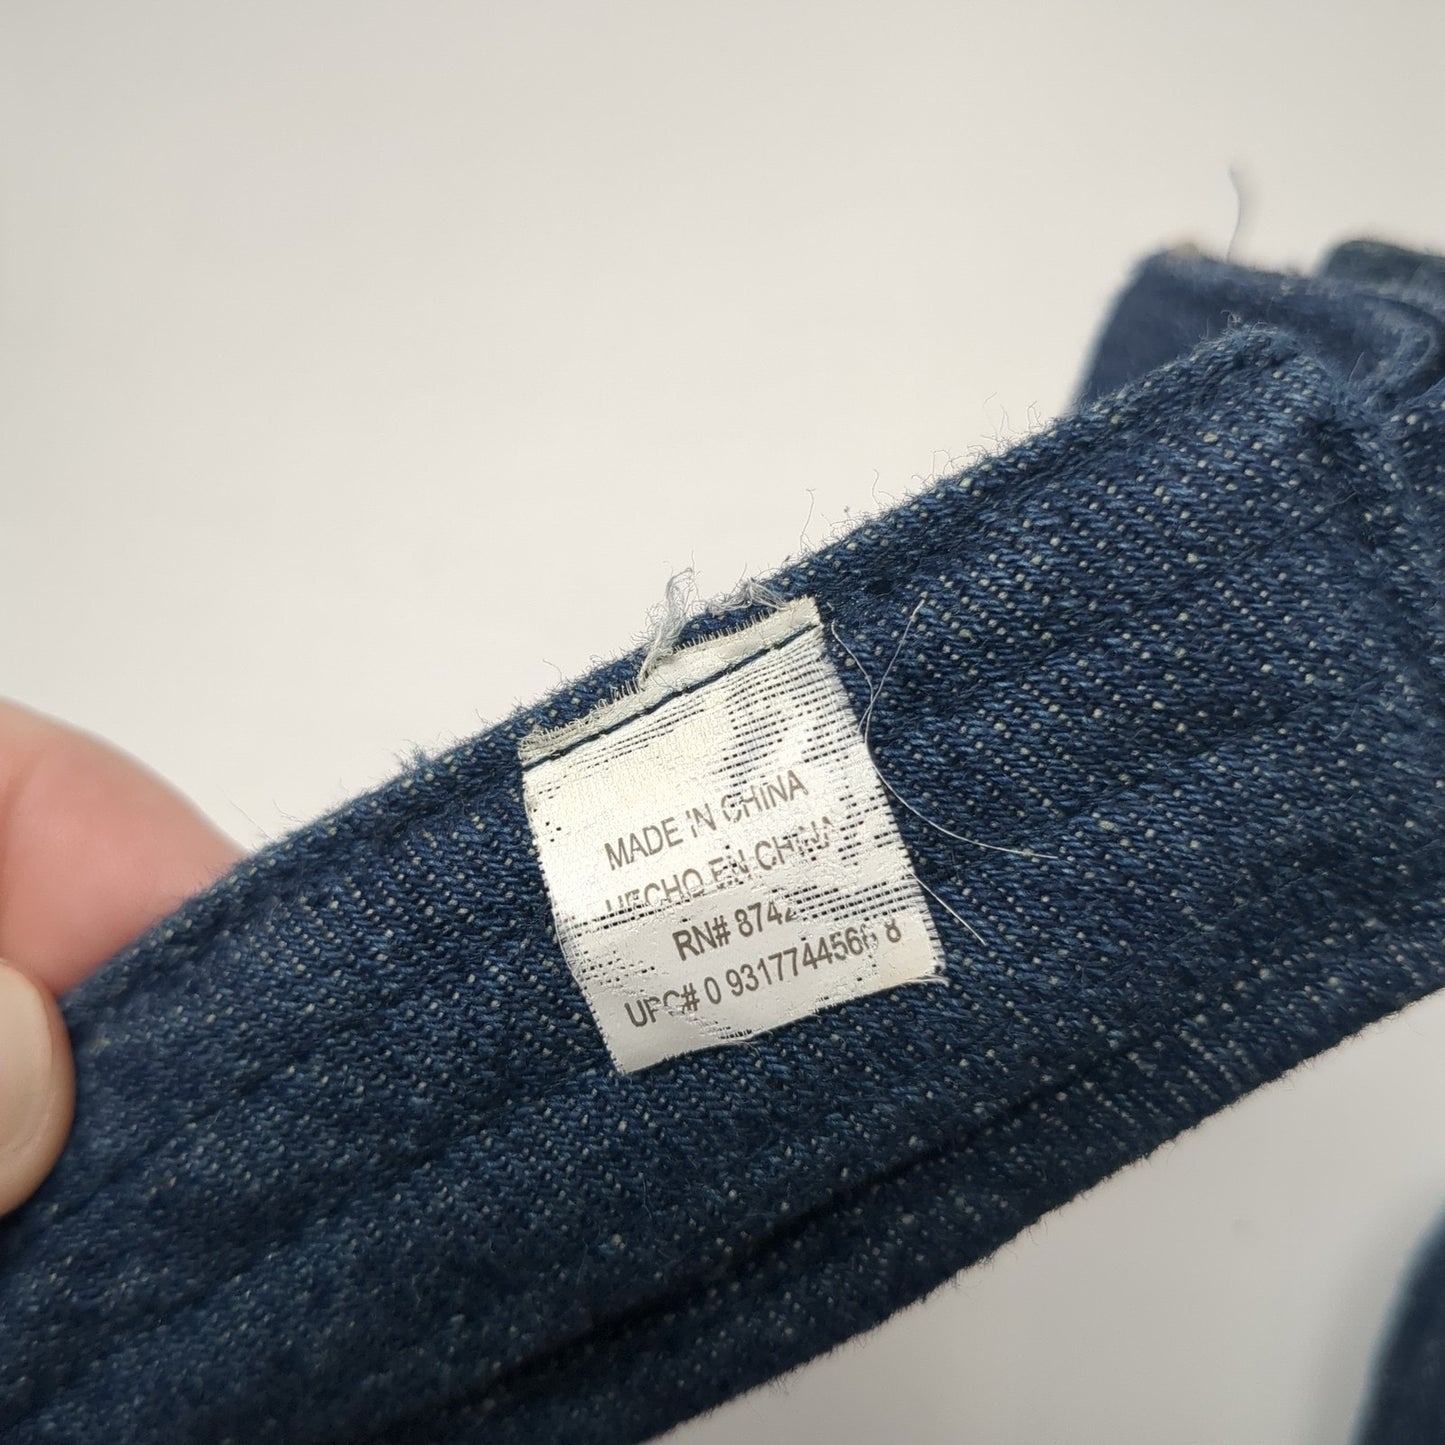 MADE IN CHINA
HECHO EN CHINA
RN# 8742
UPC# 0 9317744566 8